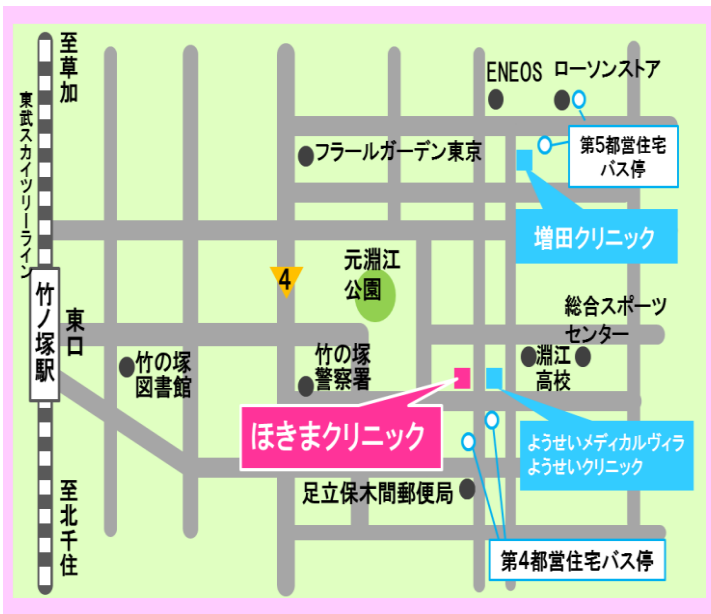 至草加
東武スカイツリーライン
竹ノ塚駅
東口
至北千住
ENEOS
ローソンストア
フラールガーデン東京
第5都営住宅
バス停
増田クリニック
4
元淵江
公園
総合スポーツ
センター
竹の塚
図書館
竹の塚
警察署
淵江
高校
ほきまクリニック
ようせいメディカルヴィラ
ようせいクリニック
足立保木間郵便局
第4都営住宅バス停